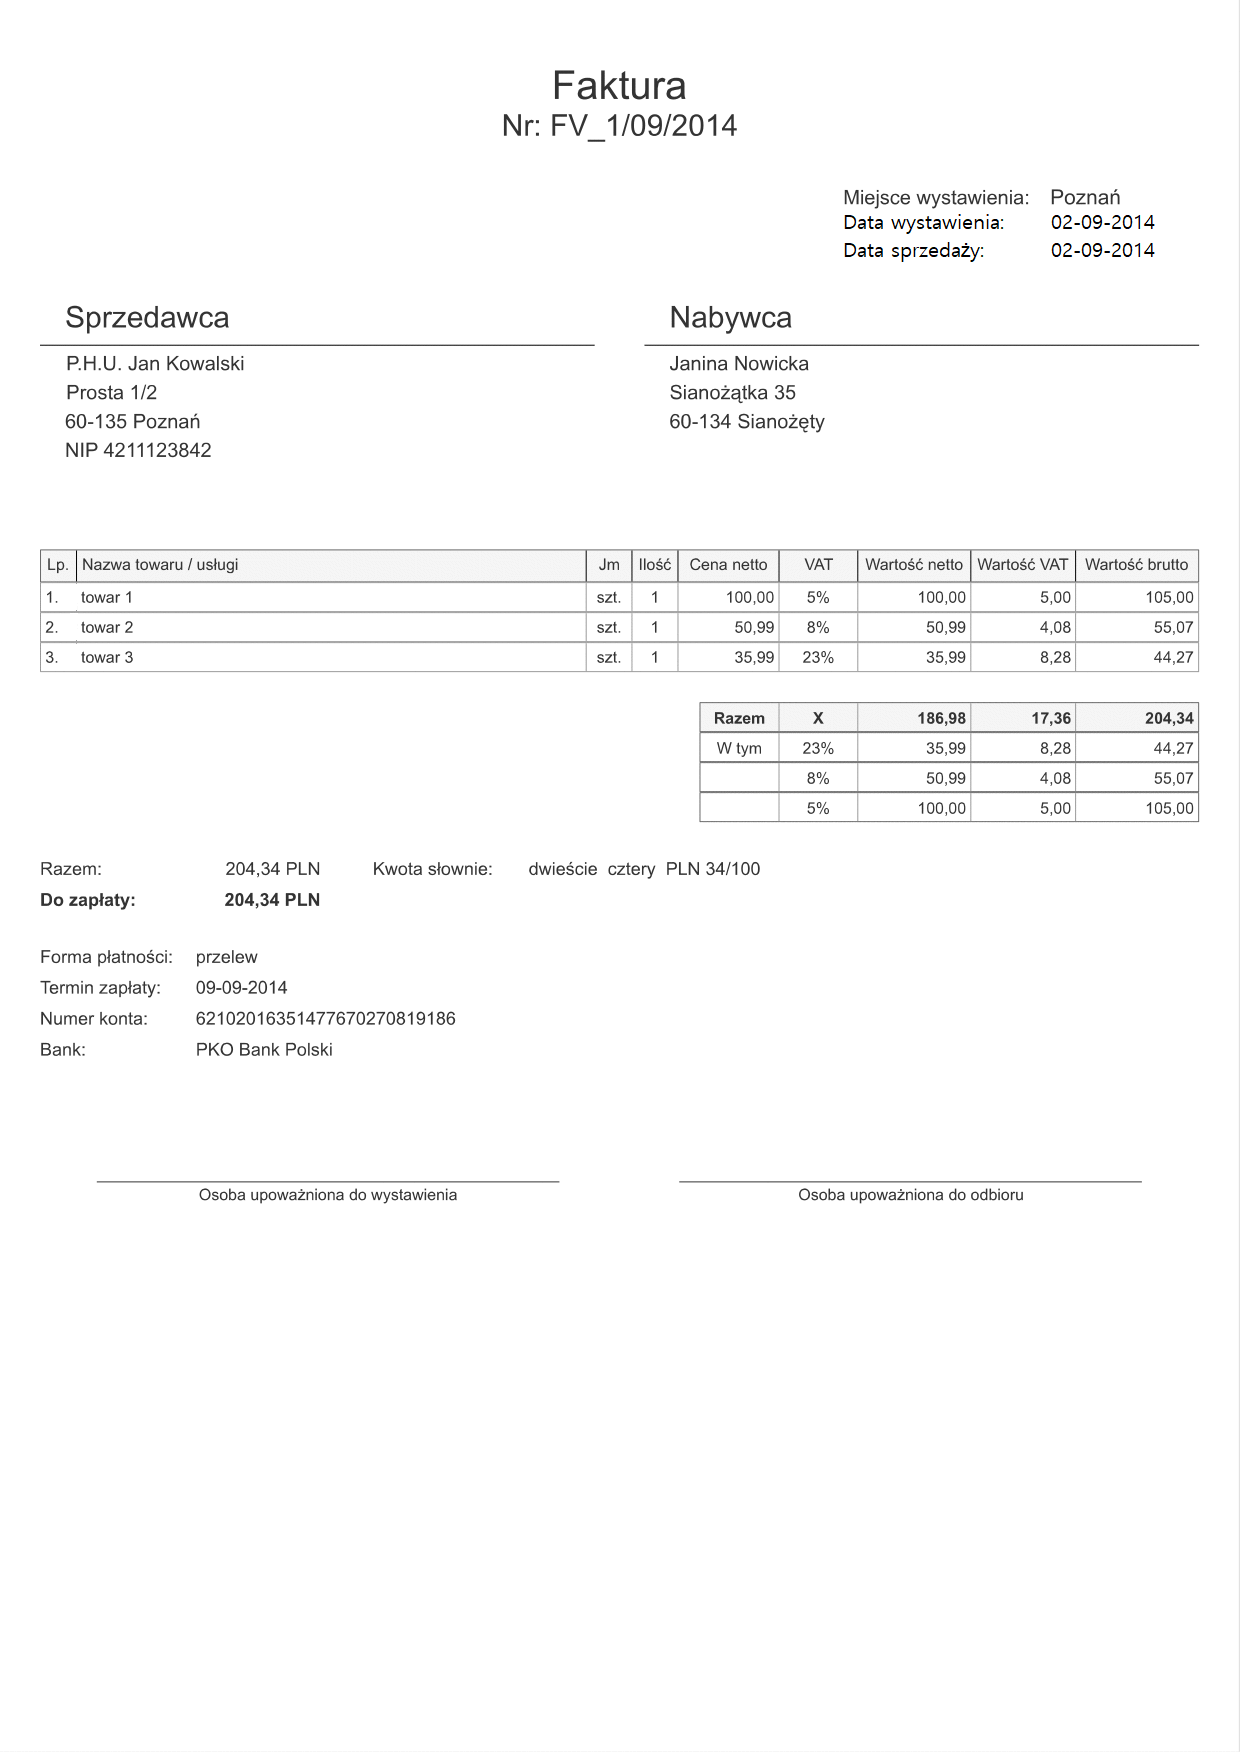 Faktura
Nr: FV_1/09/2014
Miejsce wystawienia: Poznań
Data wystawienia: 02-09-2014
Data sprzedaży: 02-09-2014
Sprzedawca
P.H.U. Jan Kowalski
Prosta 1/2
60-135 Poznań
NIP 4211123842
Nabywca
Janina Nowicka
Sianożątka 35
60-134 Sianożęty
Lp. Nazwa towaru / usługi Jm Ilość Cena netto VAT Wartość netto Wartość VAT Wartość brutto
1. towar 1 szt. 1 100,00 5% 100,00 5,00 105,00
2. towar 2 szt. 1 50,99 8% 50,99 4,08 55,07
3. towar 3 szt. 1 35,99 23% 35,99 8,28 44,27
Razem X 186,98 17,36 204,34
W tym 23% 35,99 8,28 44,27
8% 50,99 4,08 55,07
5% 100,00 5,00 105,00
Razem: 204,34 PLN Kwota słownie: dwieście cztery PLN 34/100
Do zapłaty: 204,34 PLN
Forma płatności: przelew
Termin zapłaty: 09-09-2014
Numer konta: 62102016351477670270819186
Bank: PKO Bank Polski
Osoba upoważniona do wystawienia Osoba upoważniona do odbioru